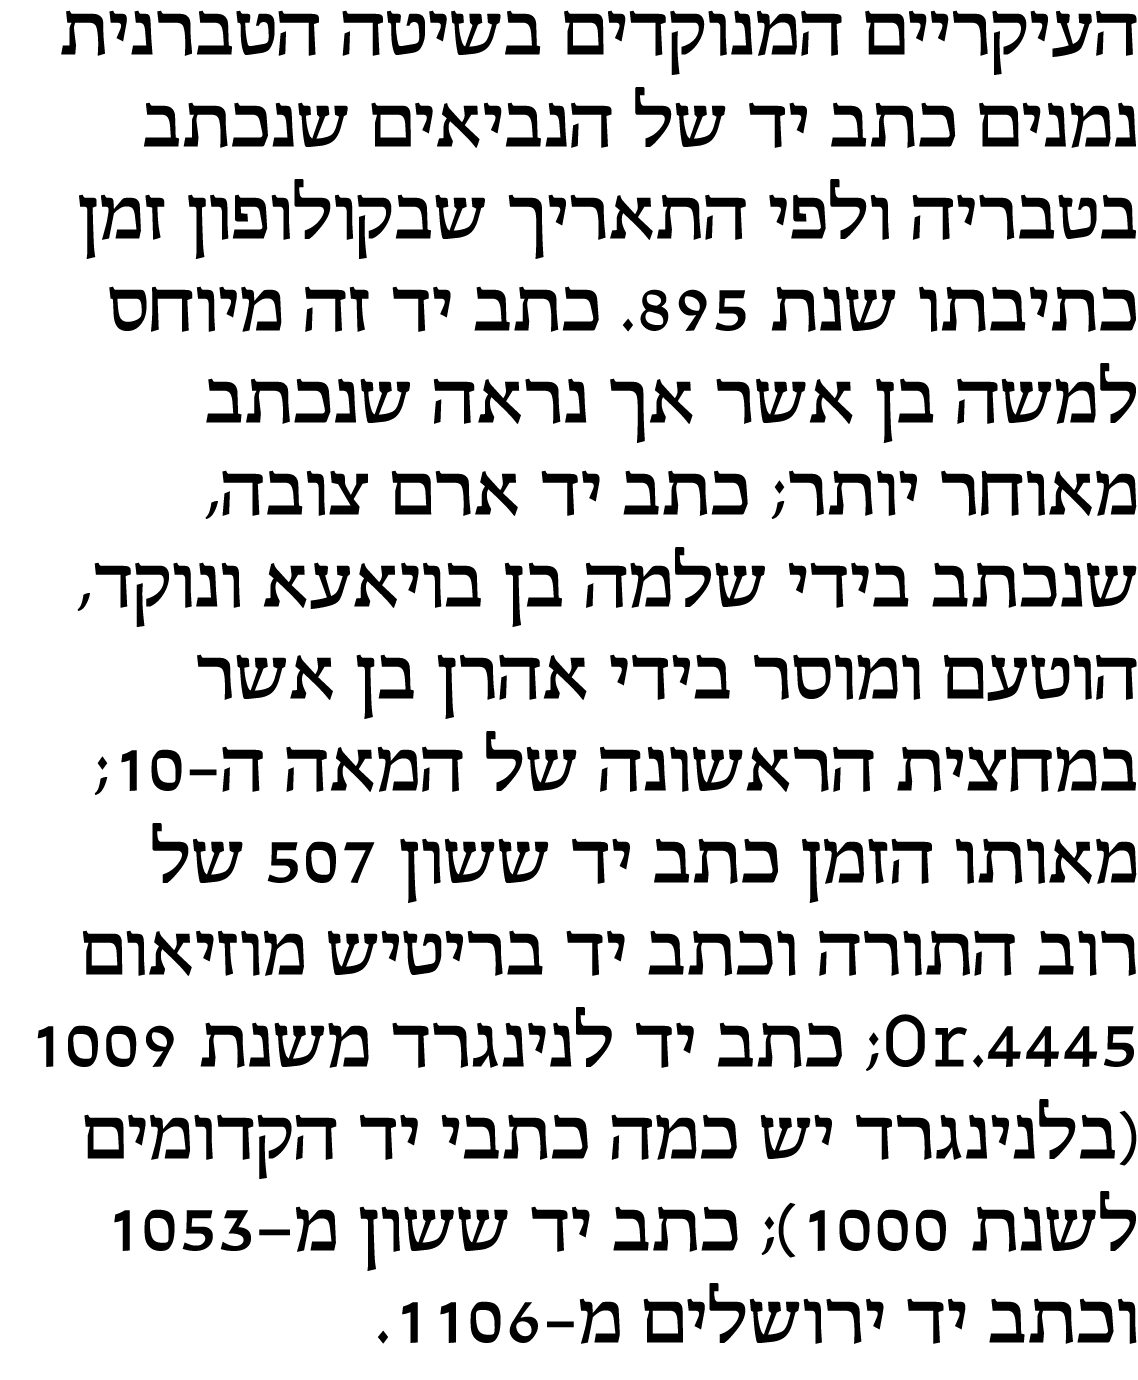 העיקריים המנוקדים בשיטה הטברנית
נמנים כתב יד של הנביאים שנכתב
בטבריה ולפי התאריך שבקולופון זמן
כתיבתו שנת 895. כתב יד זה מיוחס
למשה בן אשר אך נראה שנכתב
מאוחר יותר; כתב יד ארם צובה,
שנכתב בידי שלמה בן בויאעא ונוקד,
הוטעם ומוסר בידי אהרן בן אשר
במחצית הראשונה של המאה ה–10;
מאותו הזמן כתב יד ששון 507 של
רוב התורה וכתב יד בריטיש מוזיאום
Or.4445; כתב יד לנינגרד משנת 1009
(בלנינגרד יש כמה כתבי יד הקדומים
לשנת 1000); כתב יד ששון מ–1053
וכתב יד ירושלים מ–1106.